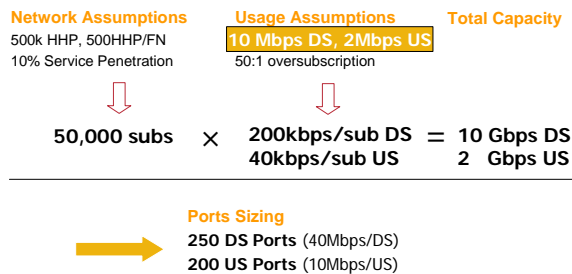 Network Assumptions Usage Assumptions Total Capacity
500k HHP, 500HHP/FN 10 Mbps DS, 2Mbps US
10% Service Penetration 50:1 oversubscription
50,000 subs × 200kbps/sub DS = 10 Gbps DS
40kbps/sub US 2 Gbps US
Ports Sizing
250 DS Ports (40Mbps/DS)
200 US Ports (10Mbps/US)